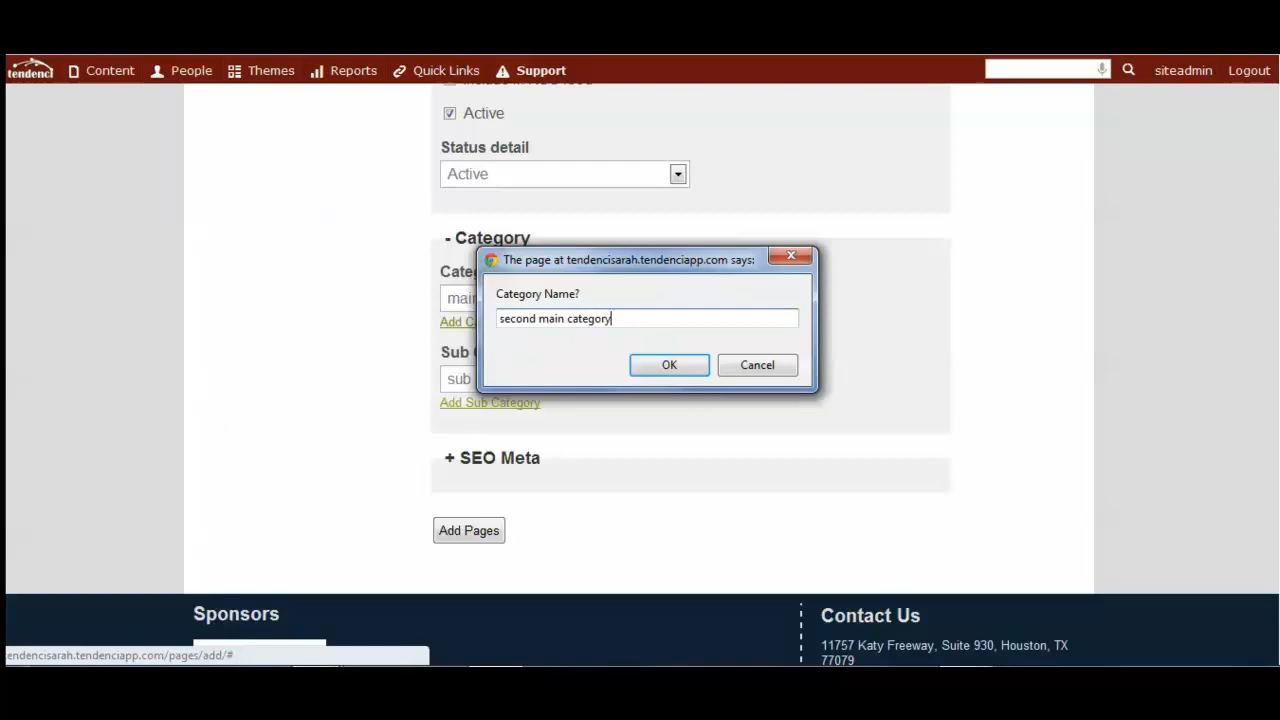 tendenci Content People Themes Reports Quick Links Support siteadmin Logout
Active
Status detail
Active
- Category
The page at tendencisarah.tendenciapp.com says:
Category Name?
second main category
OK Cancel
Add Sub Category
+ SEO Meta
Add Pages
Sponsors
Contact Us
11757 Katy Freeway, Suite 930, Houston, TX
77079
tendencisarah.tendenciapp.com/pages/add/#